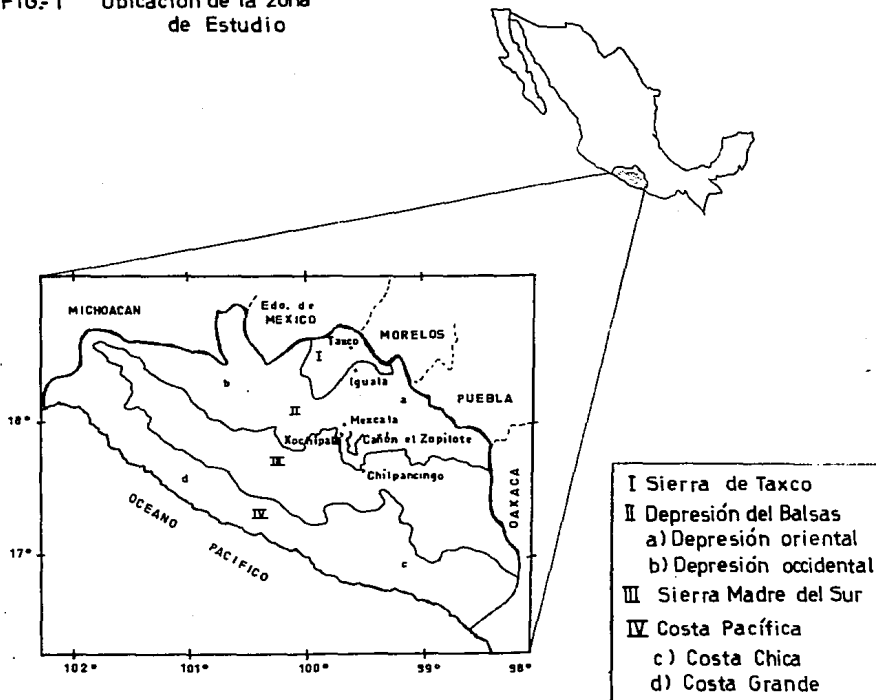 FIG.- 1 Ubicación de la zona
de Estudio
MICHOACAN
Edo. de
MEXICO
Taxco
MORELOS
I
Iguala
b
a
PUEBLA
II
18°
Mezcala
Xochipala
Cañón el Zopilote
III
Chilpancingo
d
OAXACA
OCEANO
PACIFICO
IV
17°
c
102° 101° 100° 99° 98°
I Sierra de Taxco
II Depresión del Balsas
a) Depresión oriental
b) Depresión occidental
III Sierra Madre del Sur
IV Costa Pacífica
c) Costa Chica
d) Costa Grande